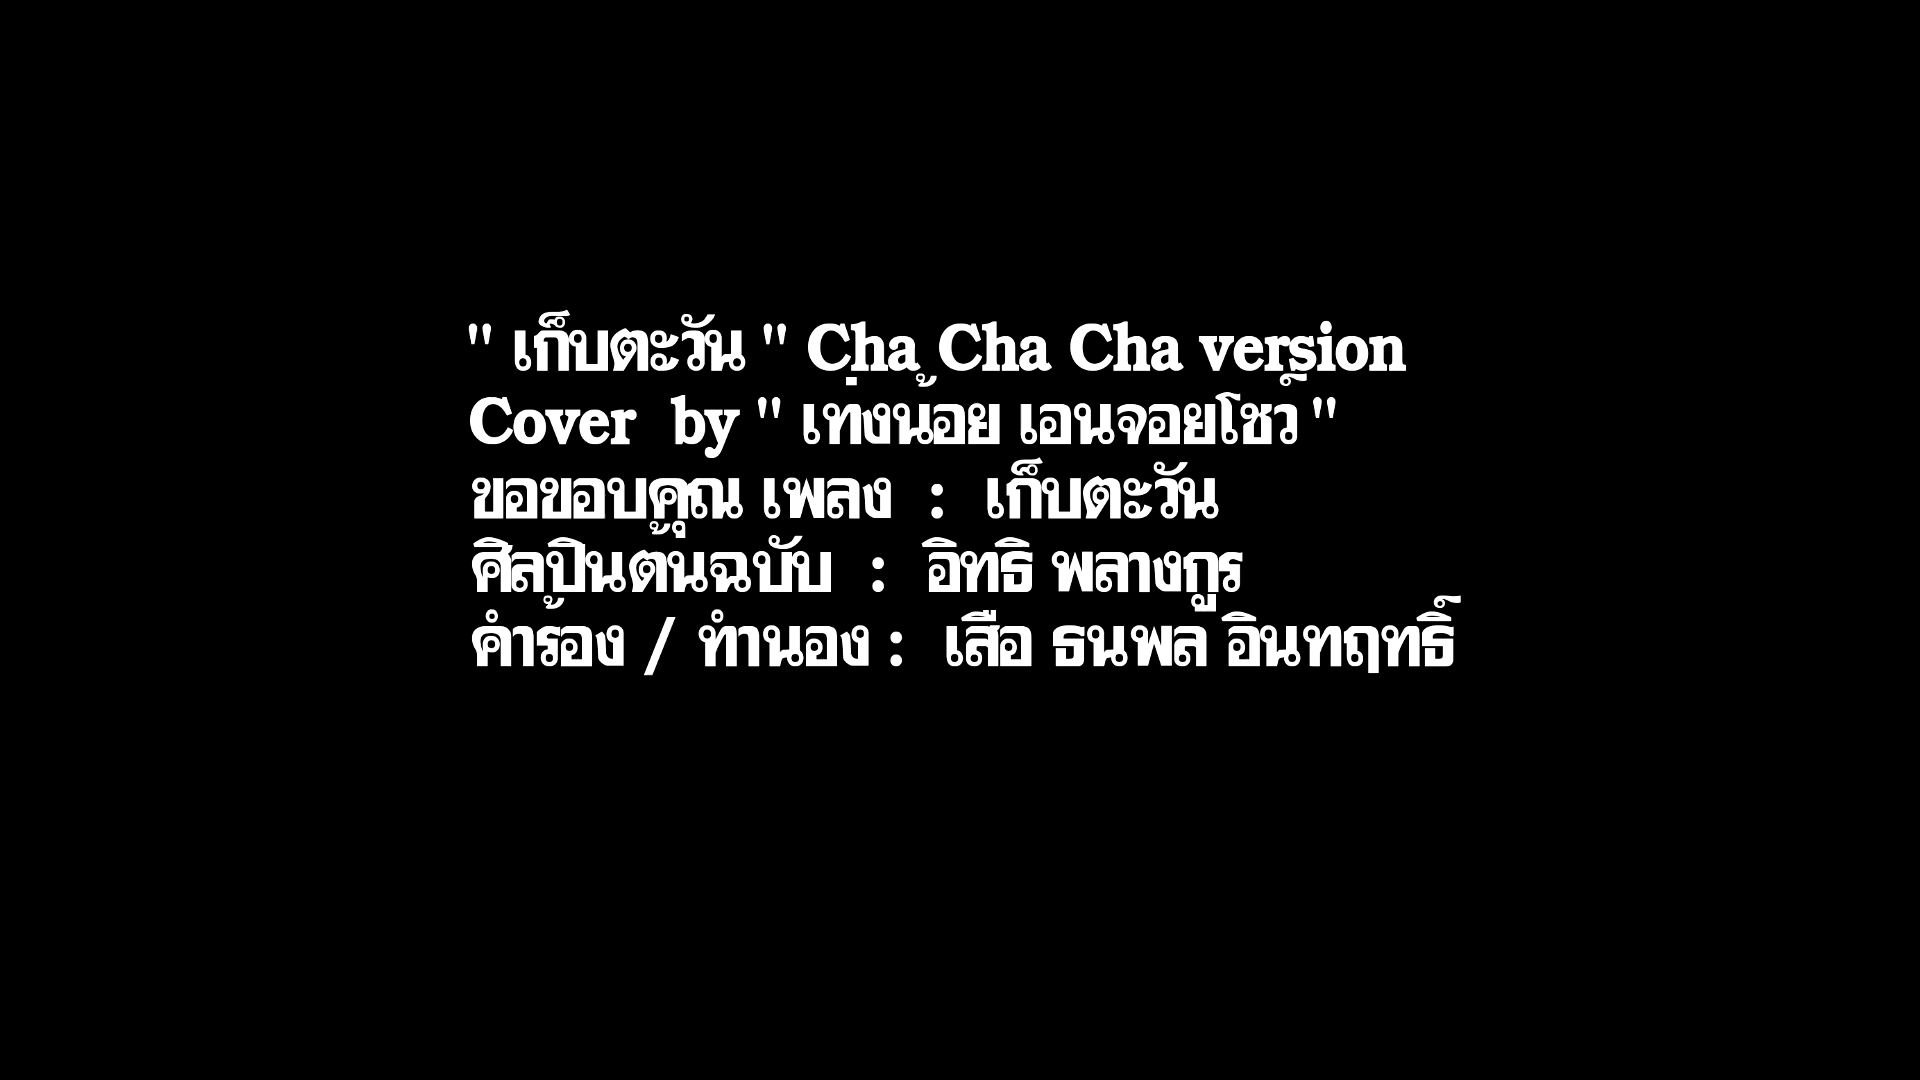 " เก็บตะวัน " Cha Cha Cha version
Cover by " เท่งน้อย เอนจอยโชว์ "
ขอขอบคุณ เพลง : เก็บตะวัน
ศิลปินต้นฉบับ : อิทธิ พลางกูร
คำร้อง / ทำนอง : เสือ ธนพล อินทฤทธิ์